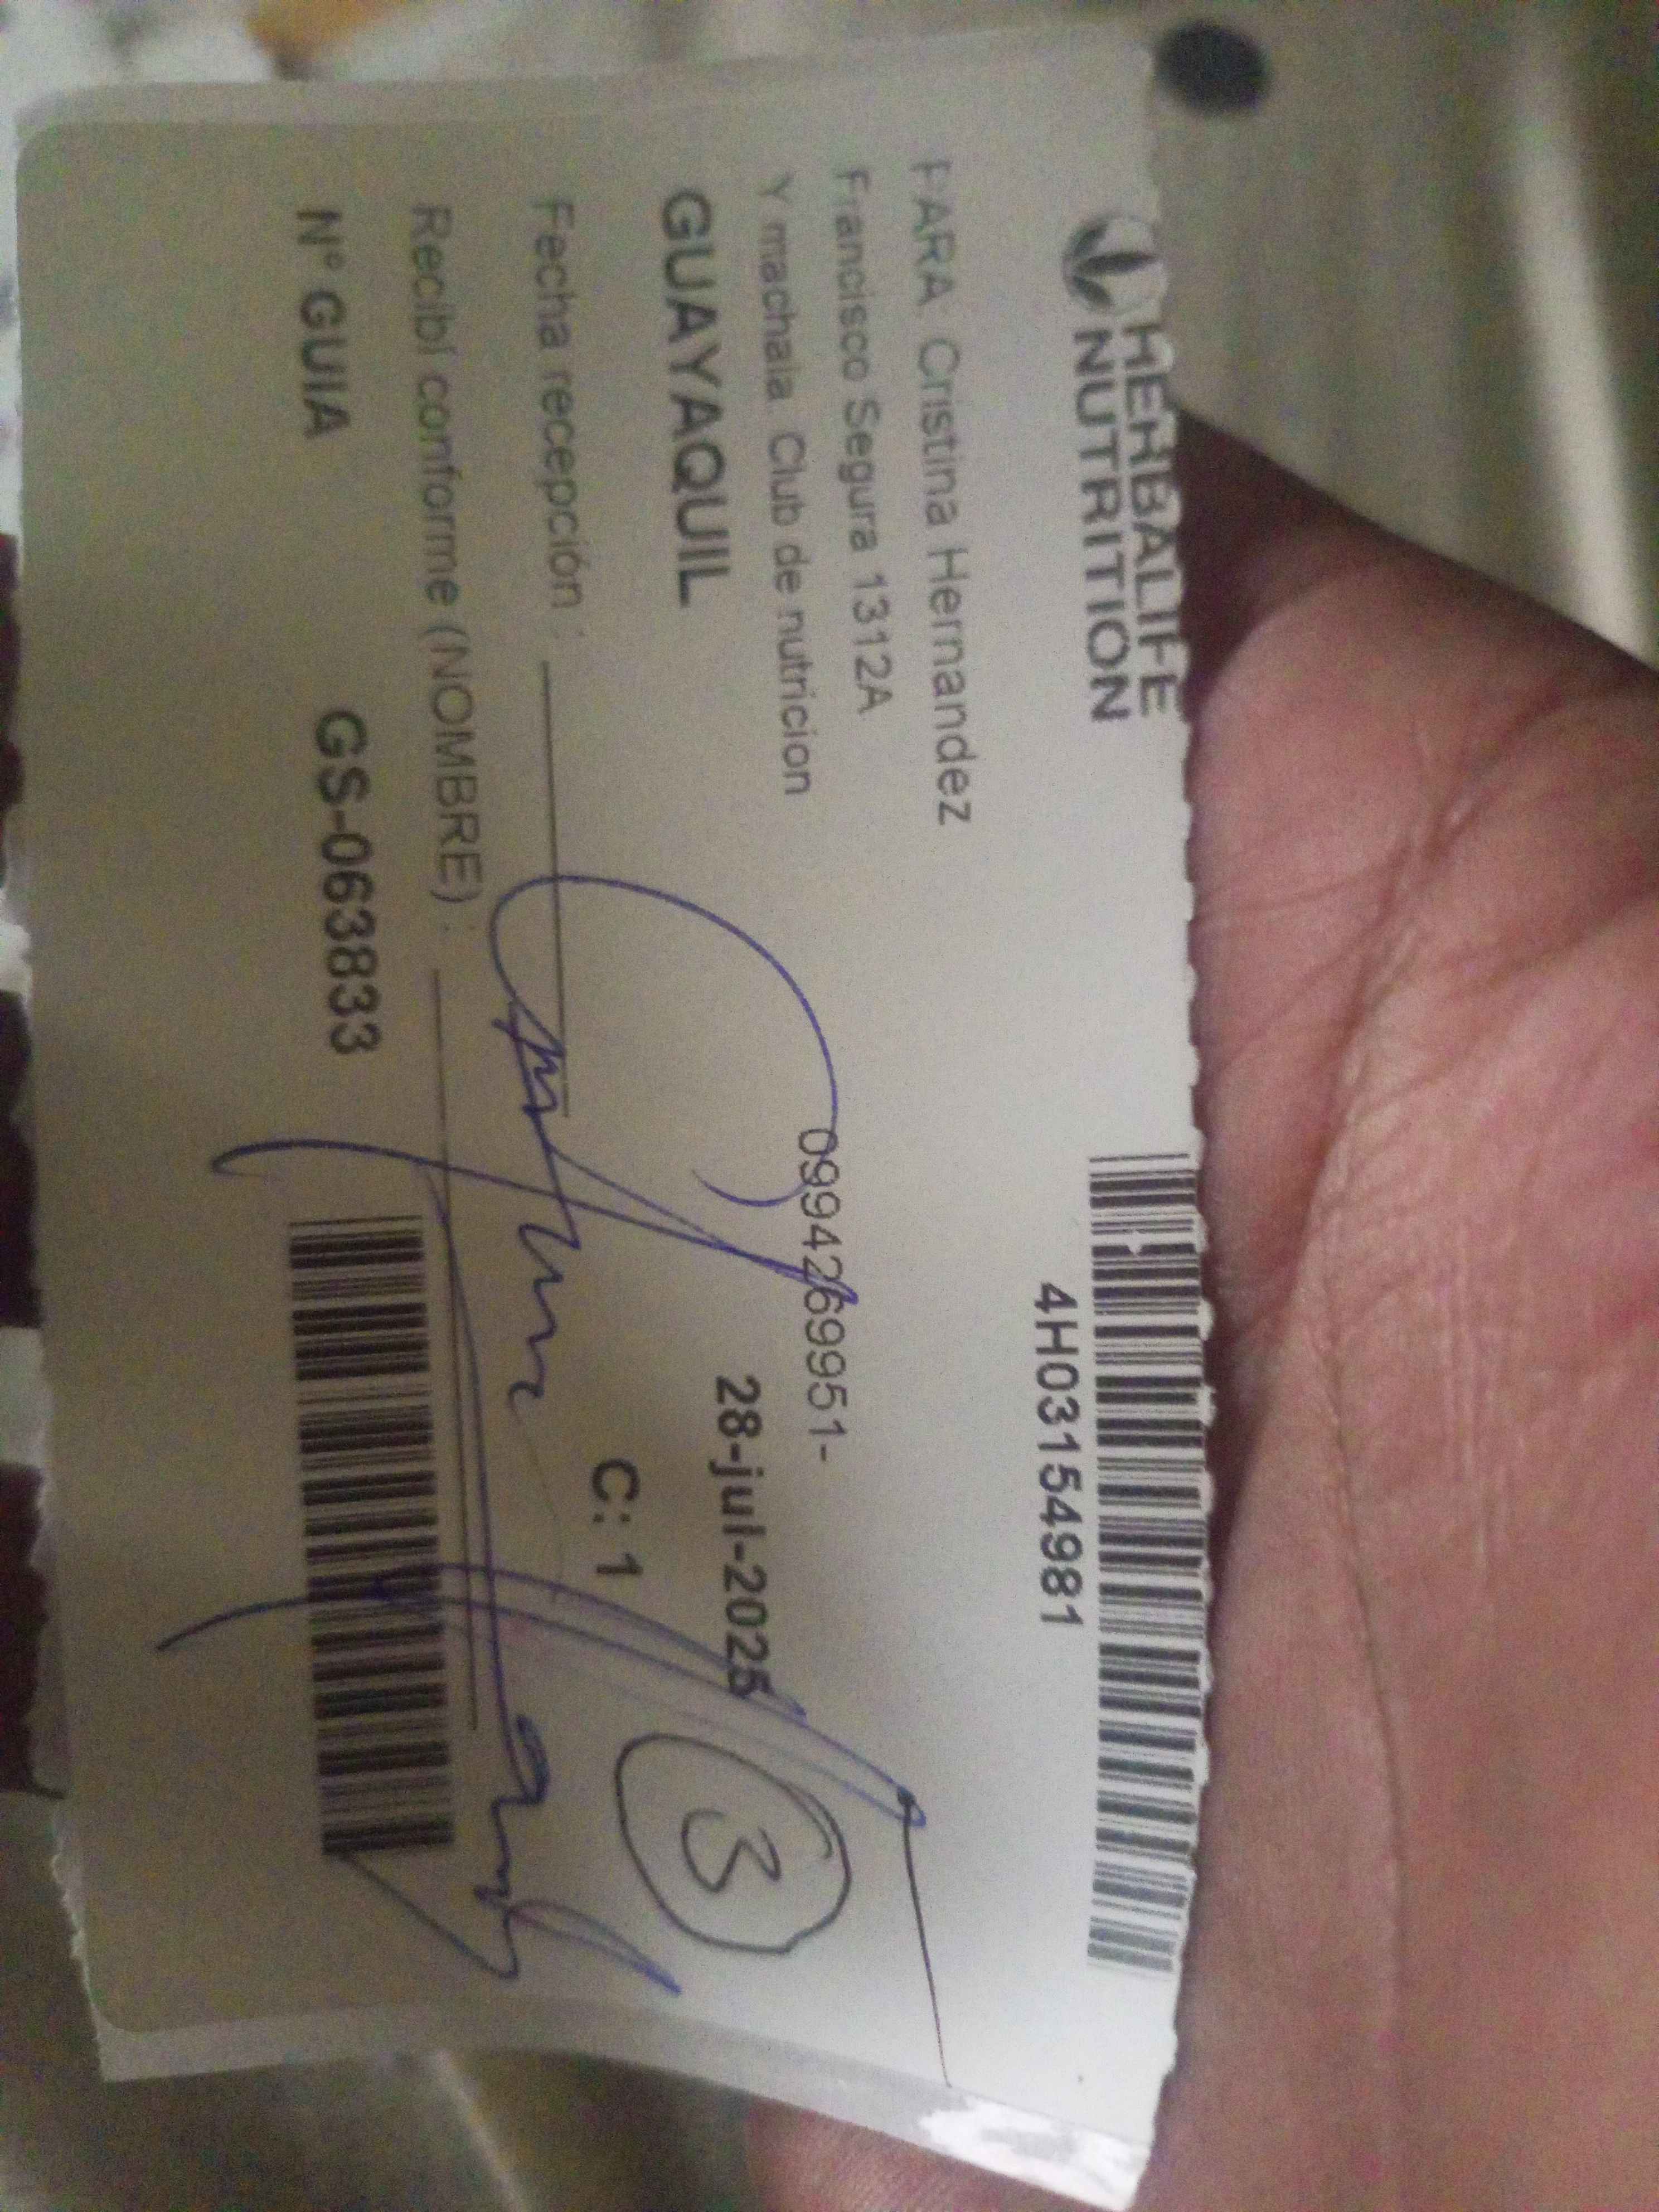 HERBALIFE
NUTRITION
4H03154981
PARA: Cristina Hernandez
Francisco Segura 1312A
Y machala. Club de nutricion
0994269951-
GUAYAQUIL
28-jul-2025
Fecha recepción :
C: 1
3
Recibí conforme (NOMBRE) :
N° GUIA
GS-063833